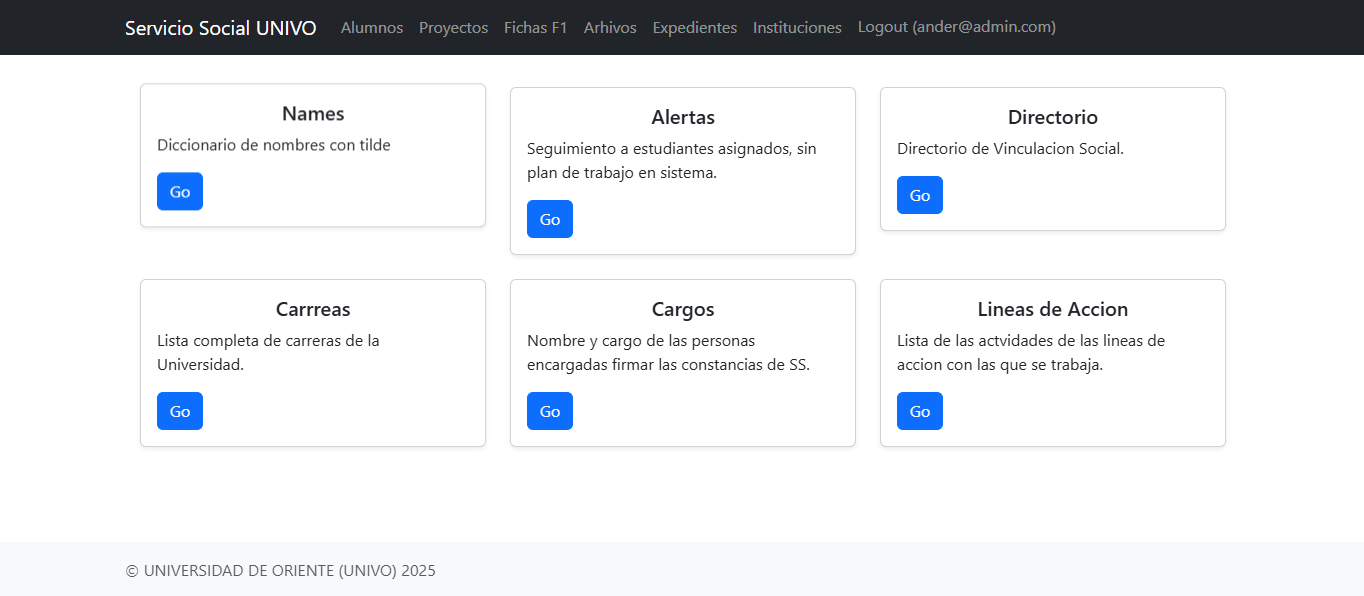 Servicio Social UNIVO Alumnos Proyectos Fichas F1 Arhivos Expedientes Instituciones Logout (ander@admin.com)
Names
Diccionario de nombres con tilde
Go
Alertas
Seguimiento a estudiantes asignados, sin
plan de trabajo en sistema.
Go
Directorio
Directorio de Vinculacion Social.
Go
Carrreas
Lista completa de carreras de la
Universidad.
Go
Cargos
Nombre y cargo de las personas
encargadas firmar las constancias de SS.
Go
Lineas de Accion
Lista de las actvidades de las lineas de
accion con las que se trabaja.
Go
© UNIVERSIDAD DE ORIENTE (UNIVO) 2025